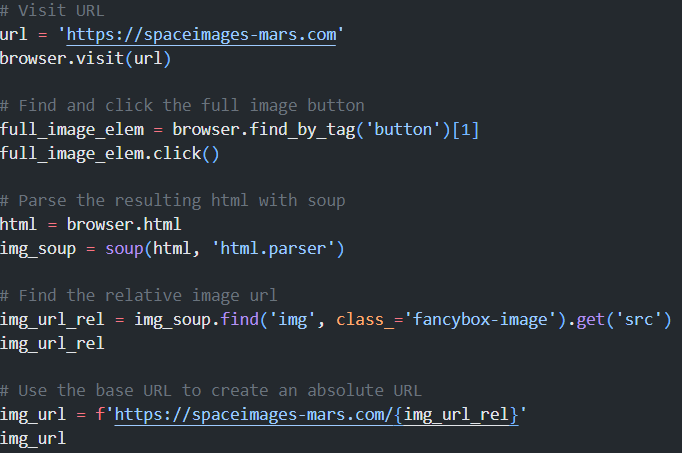 # Visit URL
url = 'https://spaceimages-mars.com'
browser.visit(url)
# Find and click the full image button
full_image_elem = browser.find_by_tag('button')[1]
full_image_elem.click()
# Parse the resulting html with soup
html = browser.html
img_soup = soup(html, 'html.parser')
# Find the relative image url
img_url_rel = img_soup.find('img', class_='fancybox-image').get('src')
img_url_rel
# Use the base URL to create an absolute URL
img_url = f'https://spaceimages-mars.com/{img_url_rel}'
img_url